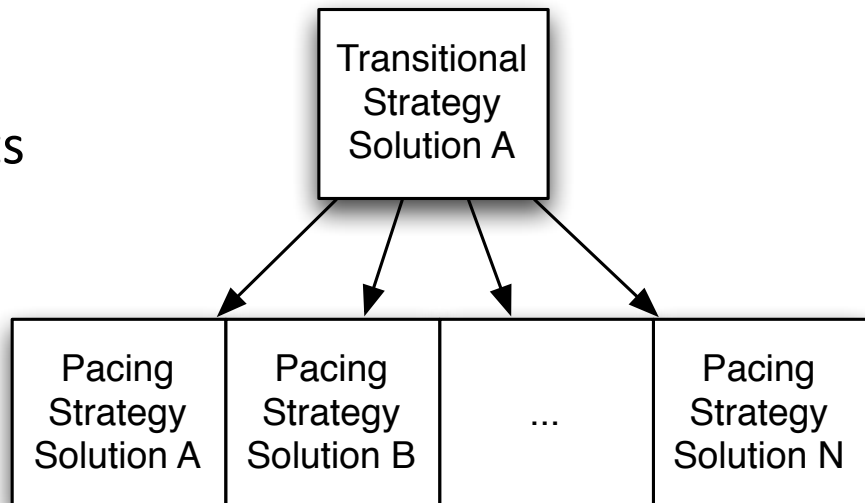 Transitional
Strategy
Solution A
Pacing
Strategy
Solution A
Pacing
Strategy
Solution B
...
Pacing
Strategy
Solution N